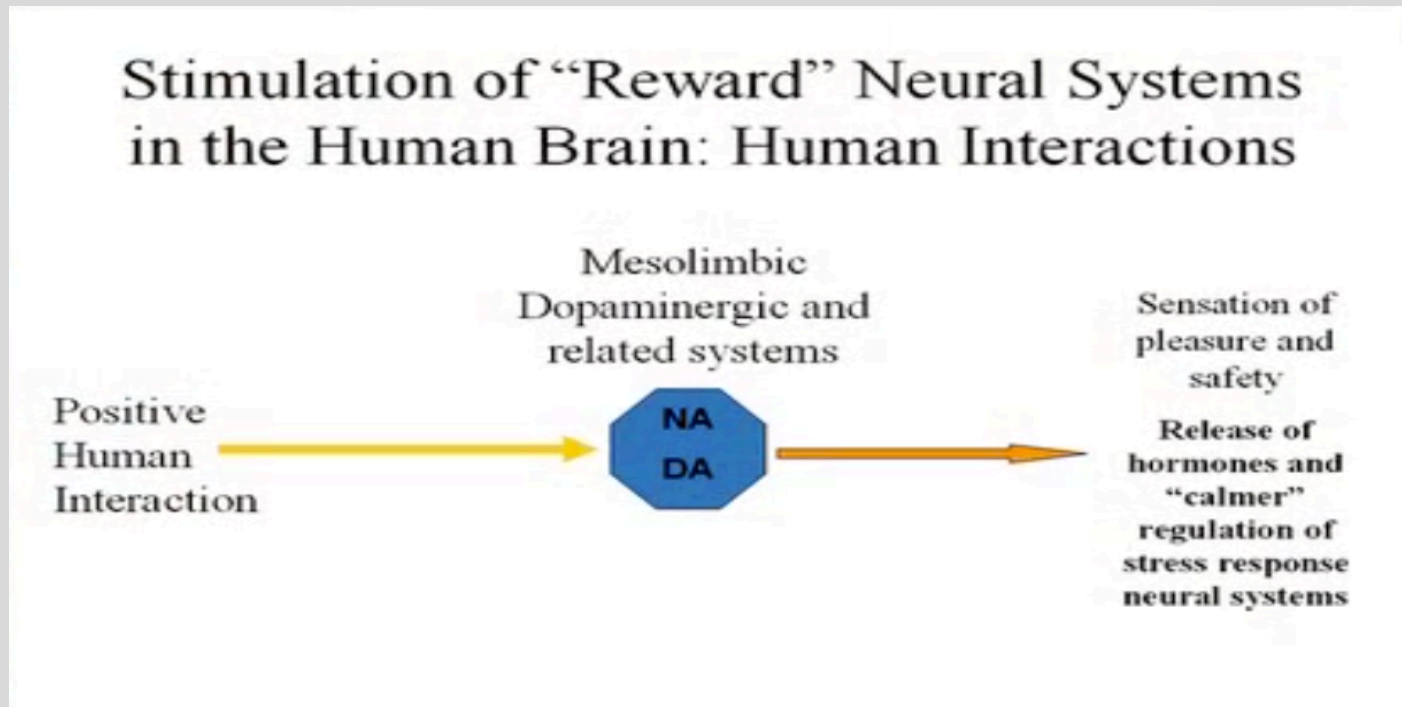 Stimulation of “Reward” Neural Systems
in the Human Brain: Human Interactions
Mesolimbic
Dopaminergic and
related systems
Positive
Human
Interaction
NA
DA
Sensation of
pleasure and
safety
Release of
hormones and
“calmer”
regulation of
stress response
neural systems